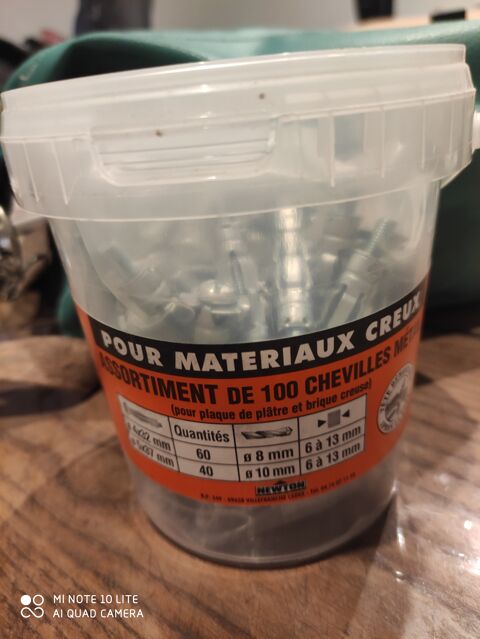 POUR MATERIAUX CREUX
ASSORTIMENT DE 100 CHEVILLES
(pour plaque de plâtre et brique creuse)
Quantités
60 ø 8 mm 6 à 13 mm
40 ø 10 mm 6 à 13 mm
NEWTON
MI NOTE 10 LITE
AI QUAD CAMERA